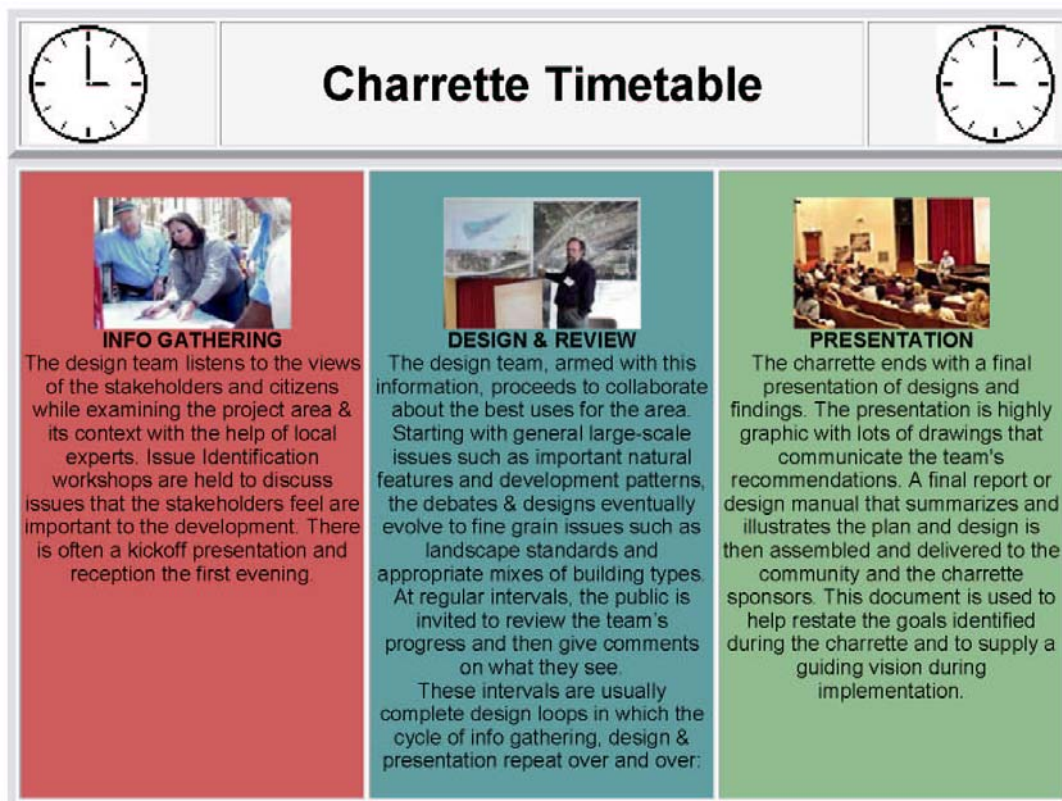 Charrette Timetable
INFO GATHERING
The design team listens to the views
of the stakeholders and citizens
while examining the project area &
its context with the help of local
experts. Issue Identification
workshops are held to discuss
issues that the stakeholders feel are
important to the development. There
is often a kickoff presentation and
reception the first evening.
DESIGN & REVIEW
The design team, armed with this
information, proceeds to collaborate
about the best uses for the area.
Starting with general large-scale
issues such as important natural
features and development patterns,
the debates & designs eventually
evolve to fine grain issues such as
landscape standards and
appropriate mixes of building types.
At regular intervals, the public is
invited to review the team's
progress and then give comments
on what they see.
These intervals are usually
complete design loops in which the
cycle of info gathering, design &
presentation repeat over and over:
PRESENTATION
The charrette ends with a final
presentation of designs and
findings. The presentation is highly
graphic with lots of drawings that
communicate the team's
recommendations. A final report or
design manual that summarizes and
illustrates the plan and design is
then assembled and delivered to the
community and the charrette
sponsors. This document is used to
help restate the goals identified
during the charrette and to supply a
guiding vision during
implementation.